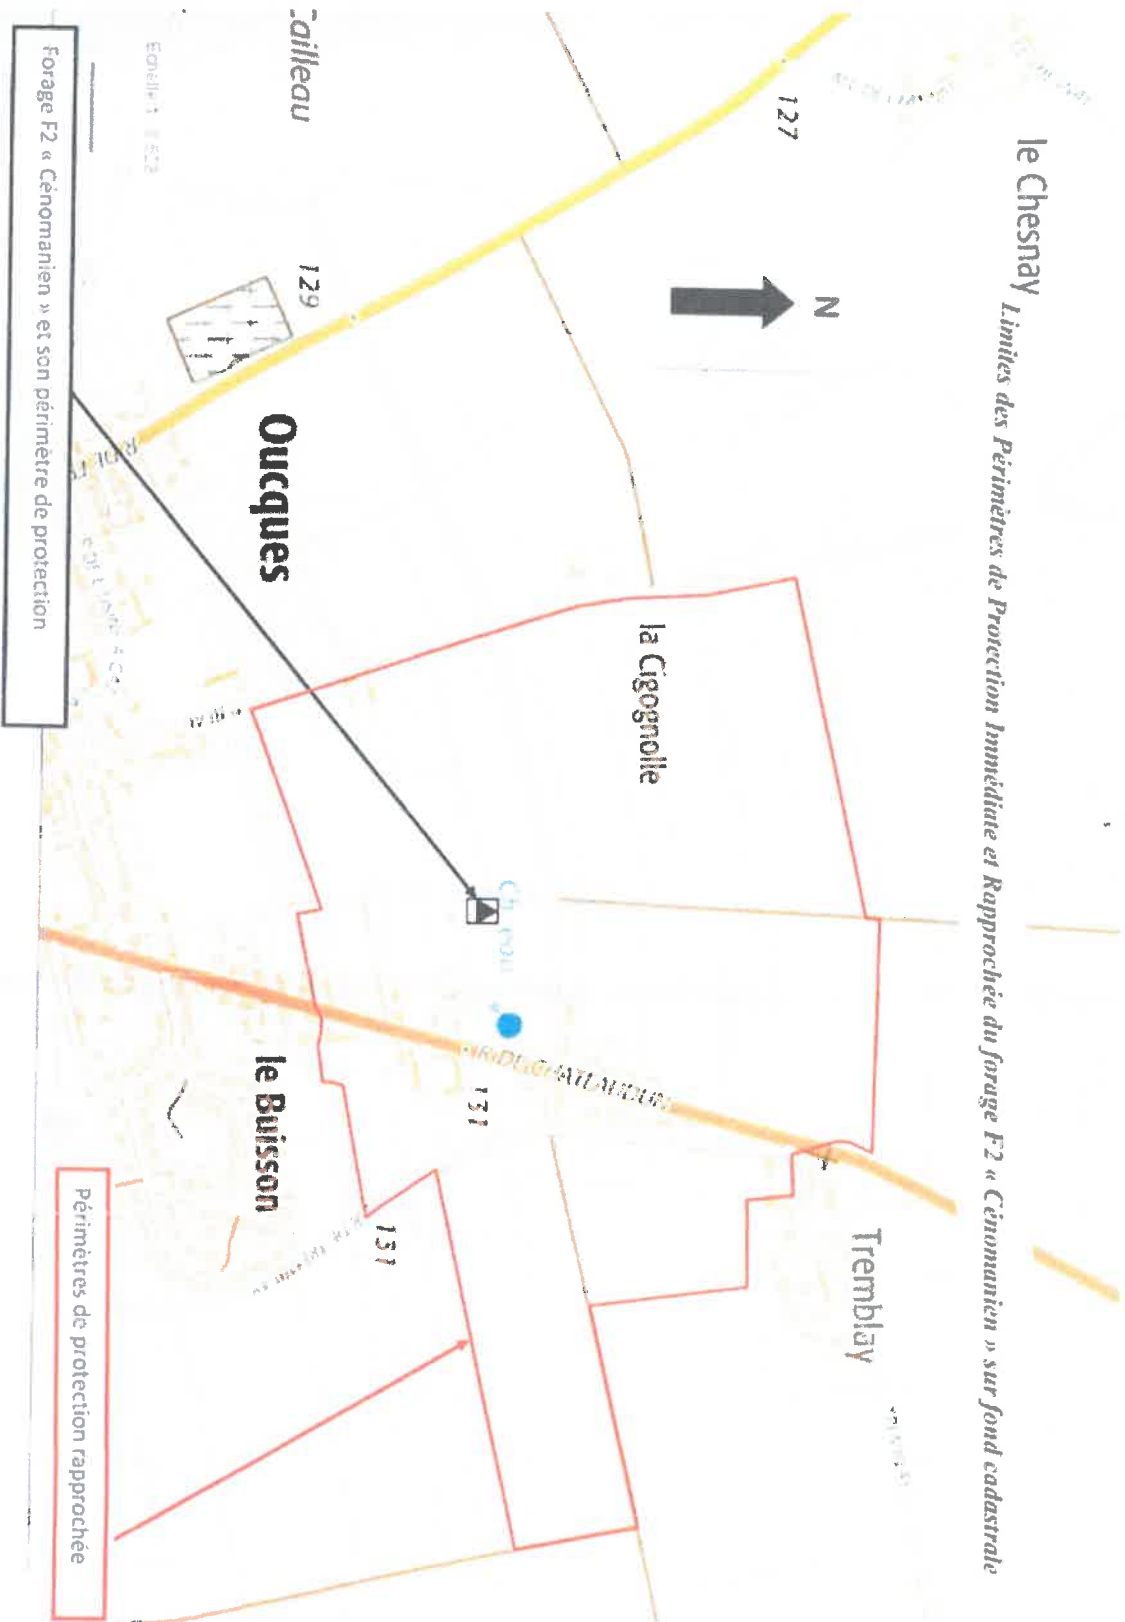 Limites des Périmètres de Protection Immédiate et Rapprochée du forage F2 « Cénomanien » sur fond cadastrale
le Chesnay
127
N
Tremblay
la Cigognolle
Cailleau
129
Oucques
131
131
le Buisson
Forage F2 « Cénomanien » et son périmètre de protection
Périmètres de protection rapprochée